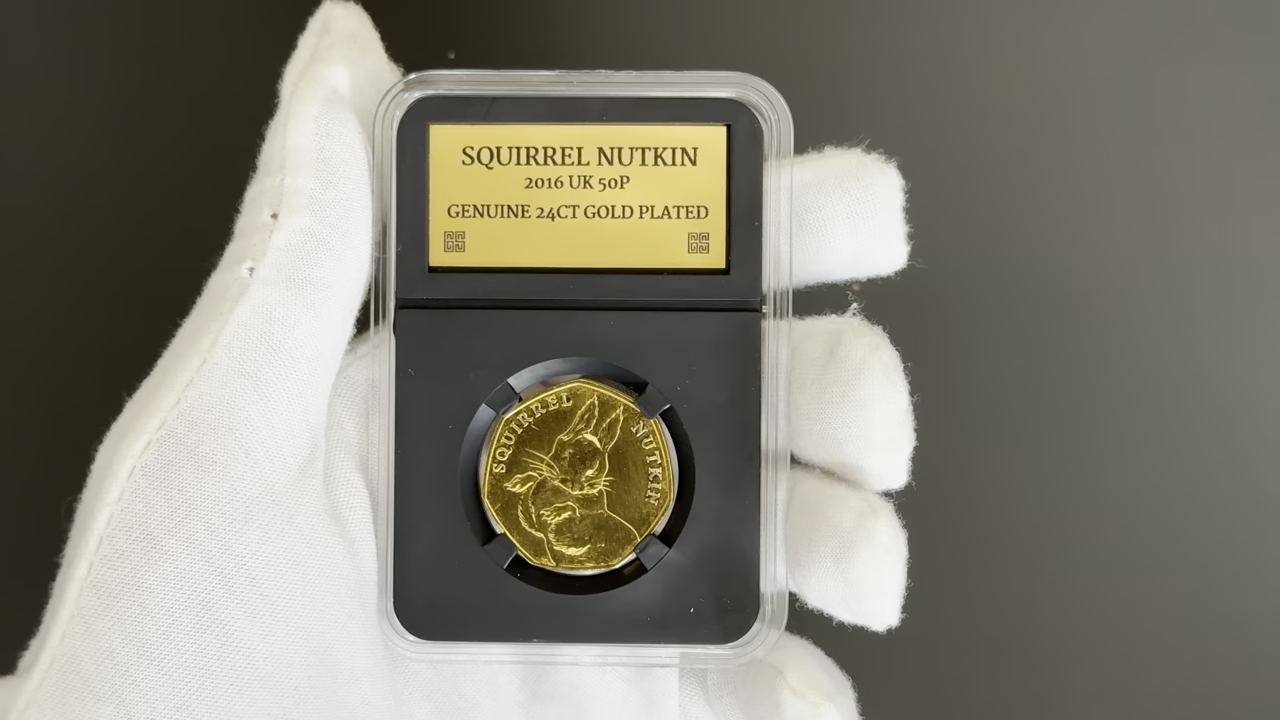 SQUIRREL NUTKIN
2016 UK 50P
GENUINE 24CT GOLD PLATED
SQUIRREL NUTKIN